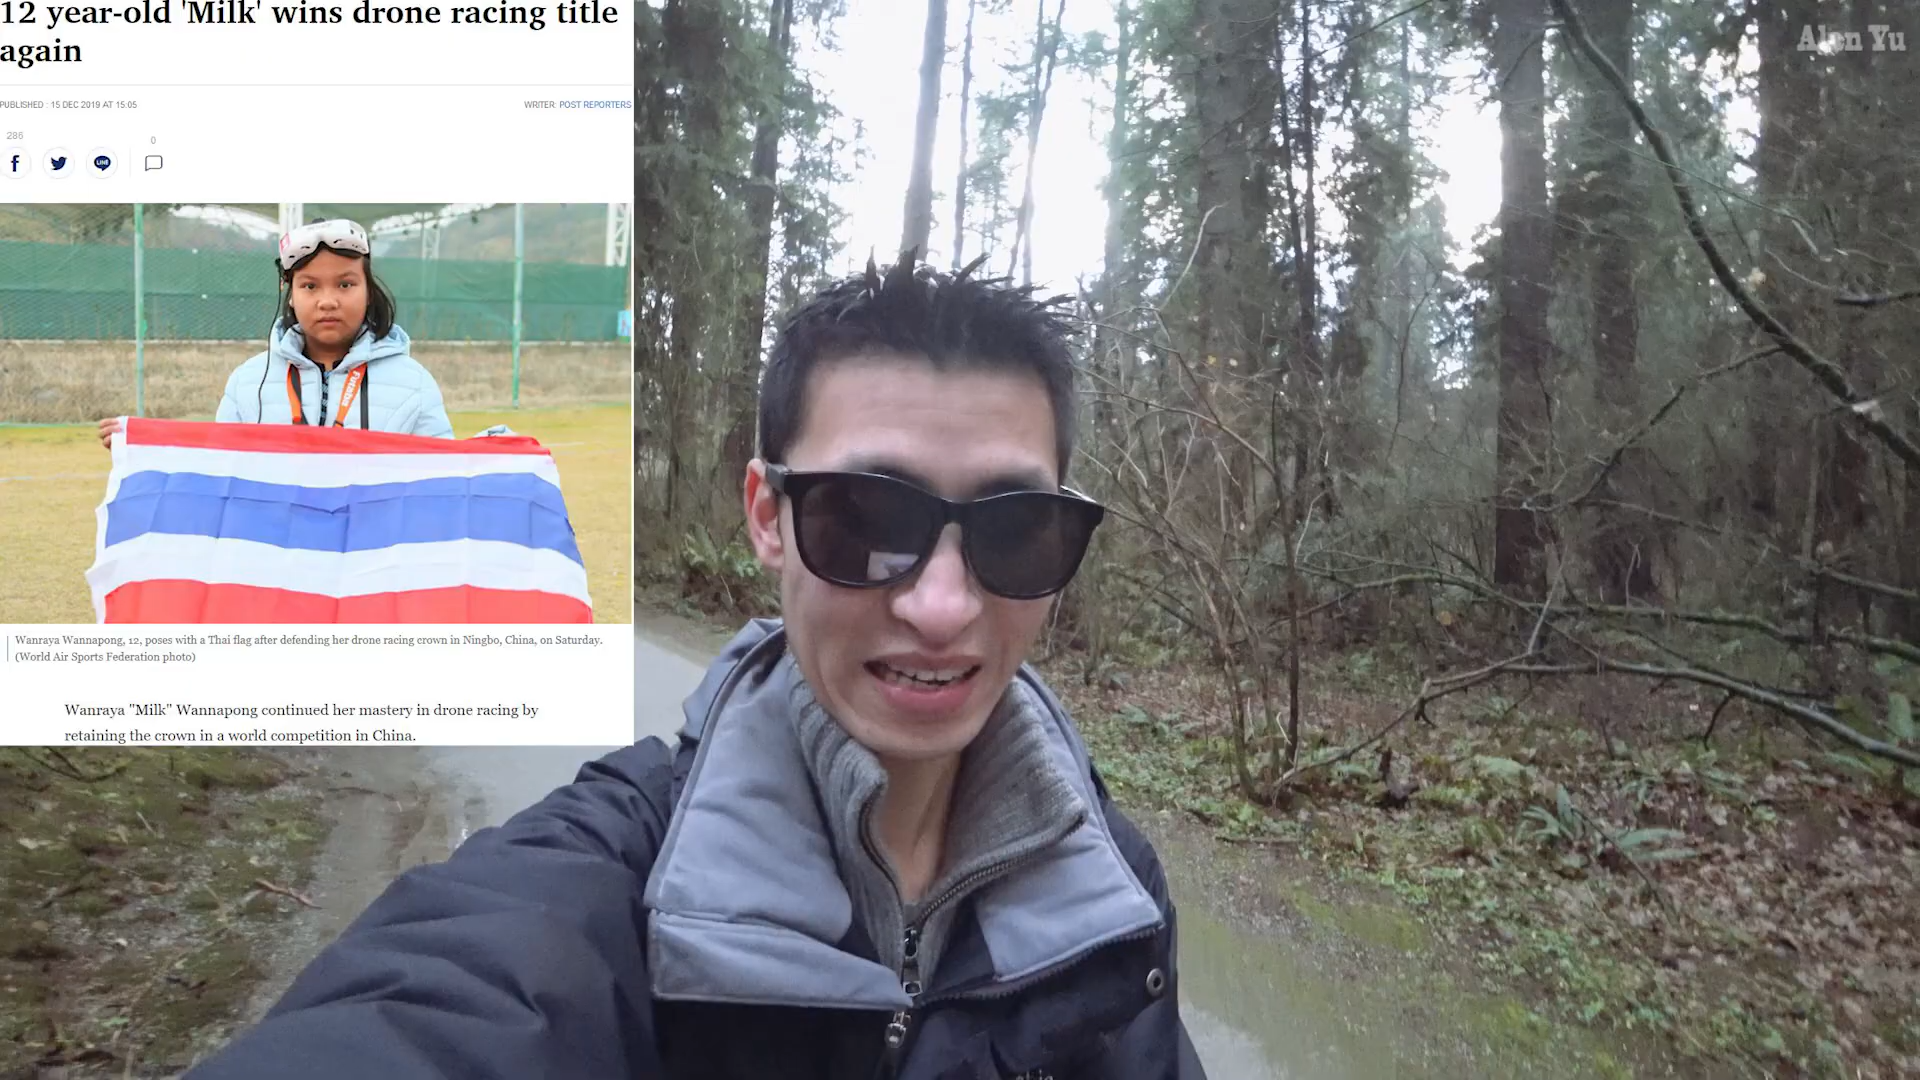 12 year-old 'Milk' wins drone racing title
again
PUBLISHED : 15 DEC 2019 AT 15:05
WRITER: POST REPORTERS
286
0
LINE
Futaba
Wanraya Wannapong, 12, poses with a Thai flag after defending her drone racing crown in Ningbo, China, on Saturday.
(World Air Sports Federation photo)
Wanraya "Milk" Wannapong continued her mastery in drone racing by
retaining the crown in a world competition in China.
Alan Yu